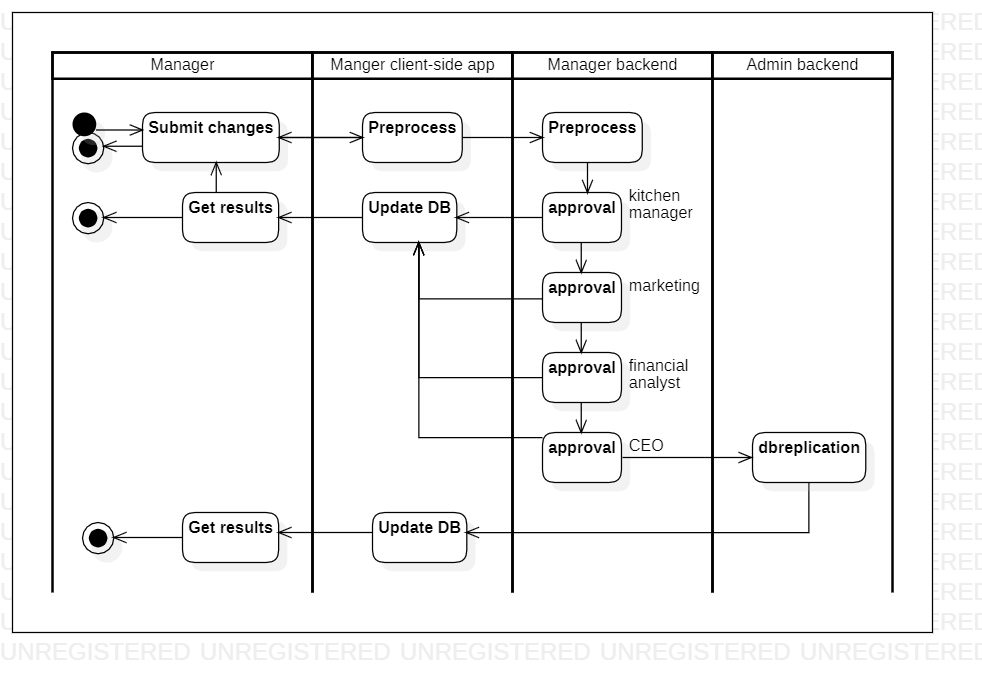 Manager
Manger client-side app
Manager backend
Admin backend
Submit changes
Preprocess
Preprocess
Get results
Update DB
approval
kitchen
manager
approval
marketing
approval
financial
analyst
approval
CEO
dbreplication
Get results
Update DB
UNREGISTERED UNREGISTERED UNREGISTERED UNREGISTERED UNREGISTERED